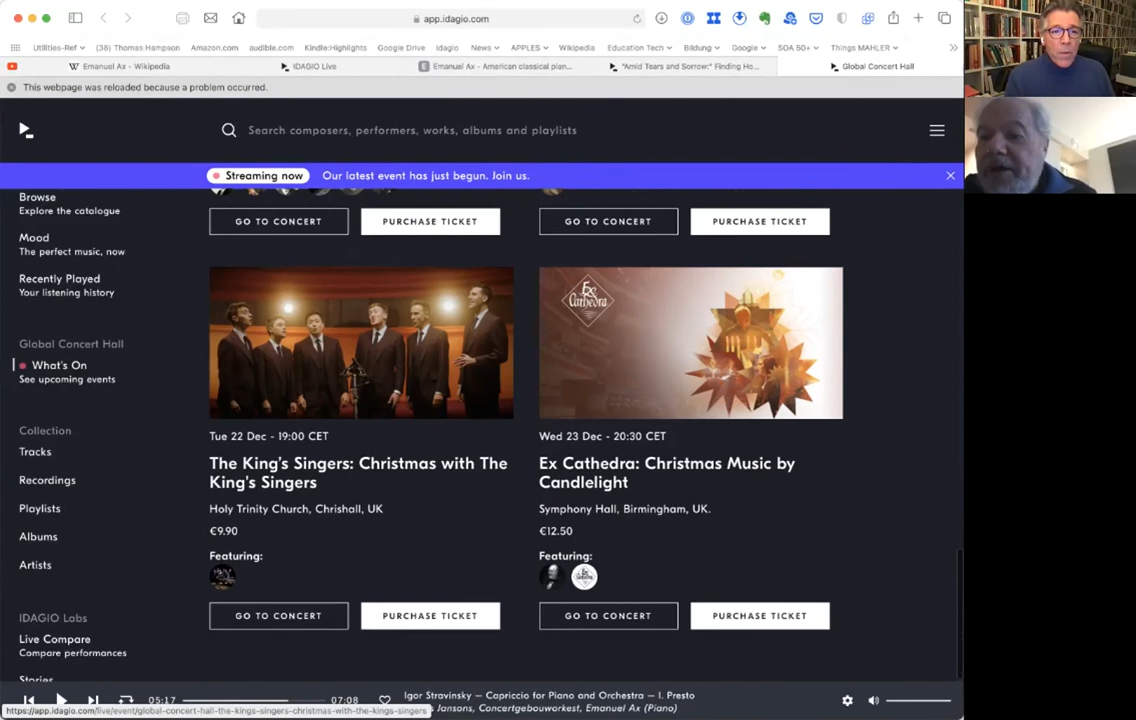 app.idagio.com
Utilities-Ref (38) Thomas Hampson Amazon.com audible.com Kindle:Highlights Google Drive Idagio News APPLES Wikipedia Education Tech Bildung Google SOA 50+ Things MAHLER
Emanuel Ax - Wikipedia IDAGIO Live Emanuel Ax - American classical pian... "Amid Tears and Sorrow:" Finding Ho... Global Concert Hall
This webpage was reloaded because a problem occurred.
Search composers, performers, works, albums and playlists
Streaming now Our latest event has just begun. Join us.
Browse
Explore the catalogue
Mood
The perfect music, now
Recently Played
Your listening history
Global Concert Hall
What's On
See upcoming events
Collection
Tracks
Recordings
Playlists
Albums
Artists
IDAGIO Labs
Live Compare
Compare performances
Stories
GO TO CONCERT PURCHASE TICKET
GO TO CONCERT PURCHASE TICKET
Tue 22 Dec - 19:00 CET
The King's Singers: Christmas with The
King's Singers
Holy Trinity Church, Chrishall, UK
€9.90
Featuring:
GO TO CONCERT PURCHASE TICKET
Ex
Cathedra
Wed 23 Dec - 20:30 CET
Ex Cathedra: Christmas Music by
Candlelight
Symphony Hall, Birmingham, UK.
€12.50
Featuring:
GO TO CONCERT PURCHASE TICKET
05:17 07:08
Igor Stravinsky — Capriccio for Piano and Orchestra — I. Presto
Jansons, Concertgebouworkest, Emanuel Ax (Piano)
https://app.idagio.com/live/event/global-concert-hall-the-kings-singers-christmas-with-the-kings-singers